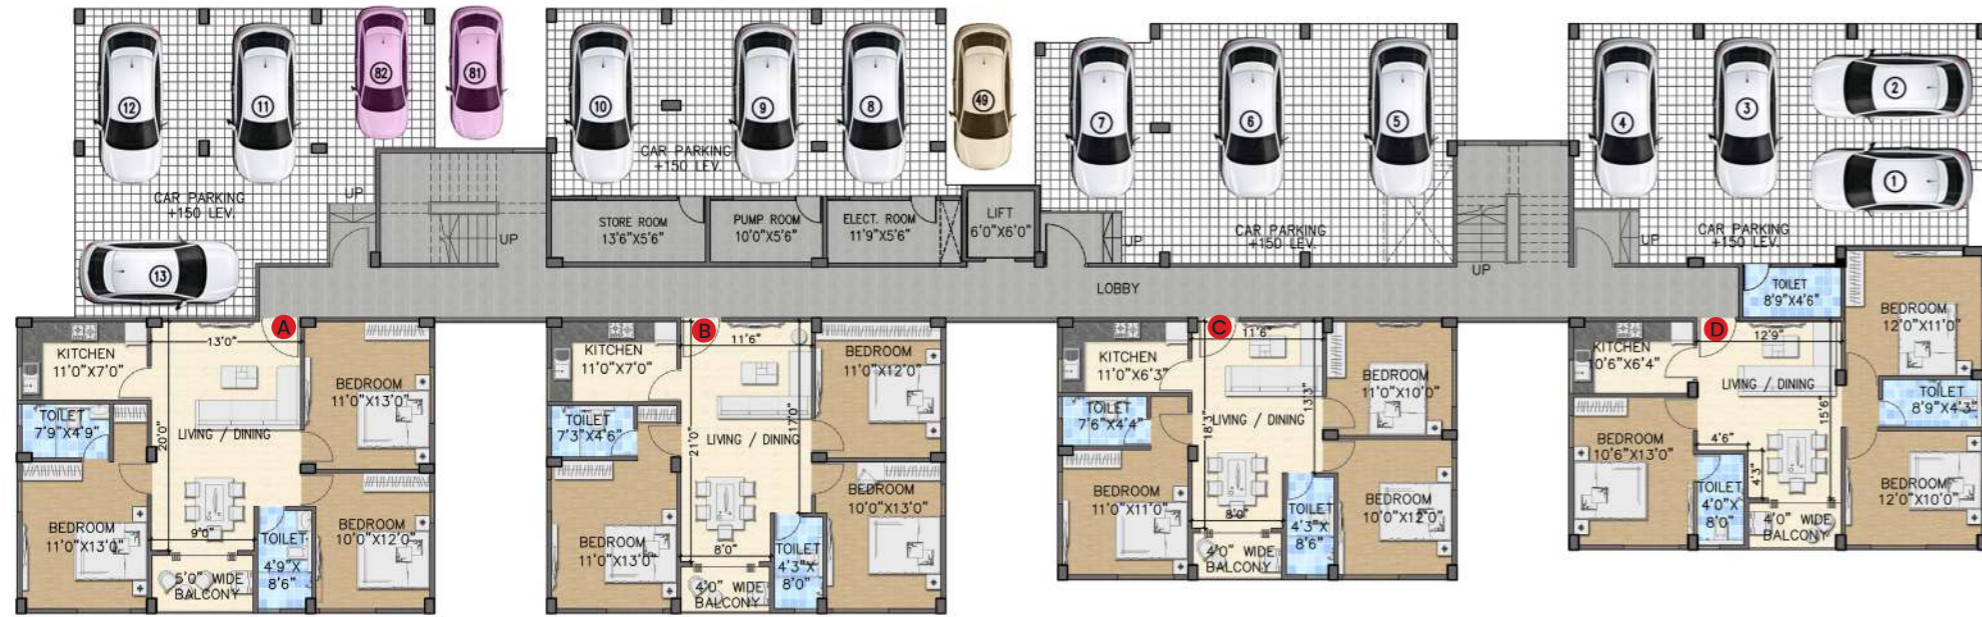 82
81
49
12
11
10
9
8
7
6
5
4
3
2
1
13
CAR PARKING
+150 LEV.
UP
UP
CAR PARKING
+150 LEV.
STORE ROOM
13'6"X5'6"
PUMP ROOM
10'0"X5'6"
ELECT. ROOM
11'9"X5'6"
LIFT
6'0"X6'0"
UP
CAR PARKING
+150 LEV.
UP
UP
CAR PARKING
+150 LEV.
LOBBY
A
13'0"
KITCHEN
11'0"X7'0"
BEDROOM
11'0"X13'0"
TOILET
7'9"X4'9"
LIVING / DINING
20'0"
BEDROOM
11'0"X13'0"
9'0"
TOILET
4'9"X
8'6"
BEDROOM
10'0"X12'0"
5'0" WIDE
BALCONY
B
11'6"
KITCHEN
11'0"X7'0"
BEDROOM
11'0"X12'0"
TOILET
7'3"X4'6"
LIVING / DINING
17'0"
21'0"
BEDROOM
10'0"X13'0"
BEDROOM
11'0"X13'0"
8'0"
TOILET
4'3"X
8'0"
4'0" WIDE
BALCONY
C
11'6"
KITCHEN
11'0"X6'3"
BEDROOM
11'0"X10'0"
TOILET
7'6"X4'4"
13'3"
18'3"
LIVING / DINING
BEDROOM
11'0"X11'0"
BEDROOM
10'0"X12'0"
8'0"
TOILET
4'3"X
8'6"
4'0" WIDE
BALCONY
TOILET
8'9"X4'6"
BEDROOM
12'0"X11'0"
D
12'9"
KITCHEN
10'6"X6'4"
LIVING / DINING
TOILET
8'9"X4'3"
15'6"
BEDROOM
10'6"X13'0"
4'6"
4'3"
TOILET
4'0"X
8'0"
BEDROOM
12'0"X10'0"
4'0" WIDE
BALCONY